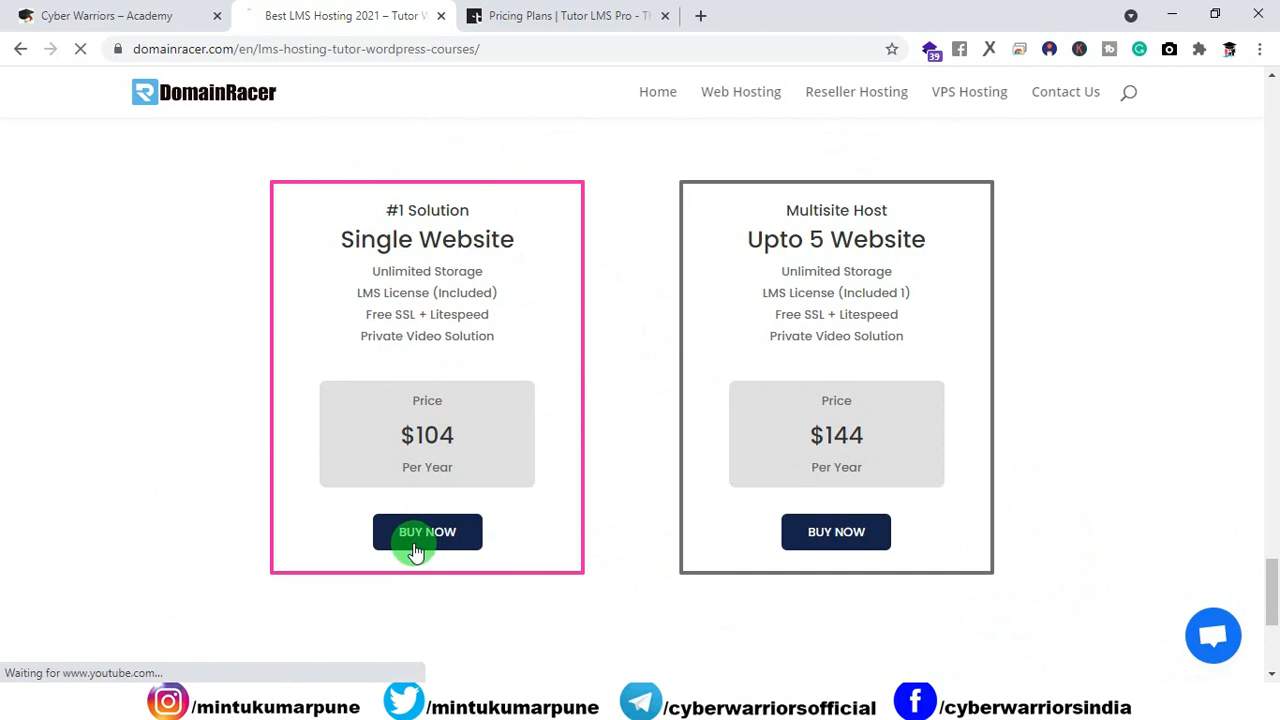 Cyber Warriors – Academy
Best LMS Hosting 2021 – Tutor W
Pricing Plans | Tutor LMS Pro - Th
domainracer.com/en/lms-hosting-tutor-wordpress-courses/
39
DomainRacer
Home
Web Hosting
Reseller Hosting
VPS Hosting
Contact Us
#1 Solution
Single Website
Unlimited Storage
LMS License (Included)
Free SSL + Litespeed
Private Video Solution
Price
$104
Per Year
BUY NOW
Multisite Host
Upto 5 Website
Unlimited Storage
LMS License (Included 1)
Free SSL + Litespeed
Private Video Solution
Price
$144
Per Year
BUY NOW
Waiting for www.youtube.com...
/mintukumarpune
/mintukumarpune
/cyberwarriorsofficial
/cyberwarriorsindia